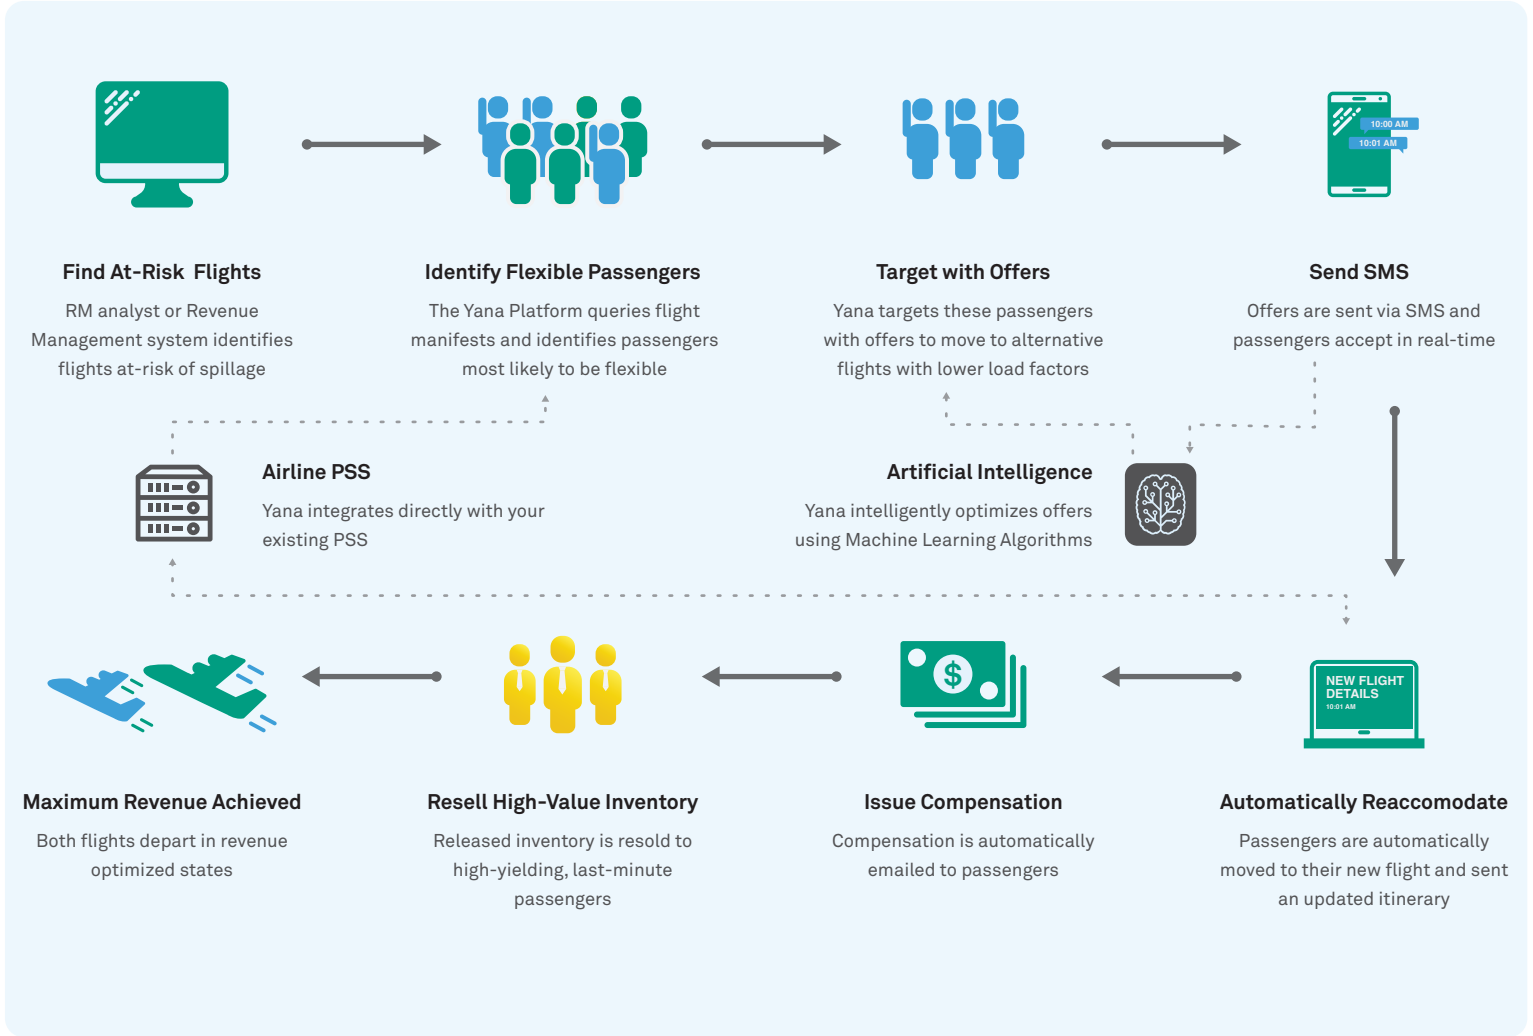 10:00 AM
10:01 AM
Find At-Risk Flights
RM analyst or Revenue
Management system identifies
flights at-risk of spillage
Identify Flexible Passengers
The Yana Platform queries flight
manifests and identifies passengers
most likely to be flexible
Target with Offers
Yana targets these passengers
with offers to move to alternative
flights with lower load factors
Send SMS
Offers are sent via SMS and
passengers accept in real-time
Airline PSS
Yana integrates directly with your
existing PSS
Artificial Intelligence
Yana intelligently optimizes offers
using Machine Learning Algorithms
$
NEW FLIGHT
DETAILS
10:01 AM
Maximum Revenue Achieved
Both flights depart in revenue
optimized states
Resell High-Value Inventory
Released inventory is resold to
high-yielding, last-minute
passengers
Issue Compensation
Compensation is automatically
emailed to passengers
Automatically Reaccomodate
Passengers are automatically
moved to their new flight and sent
an updated itinerary